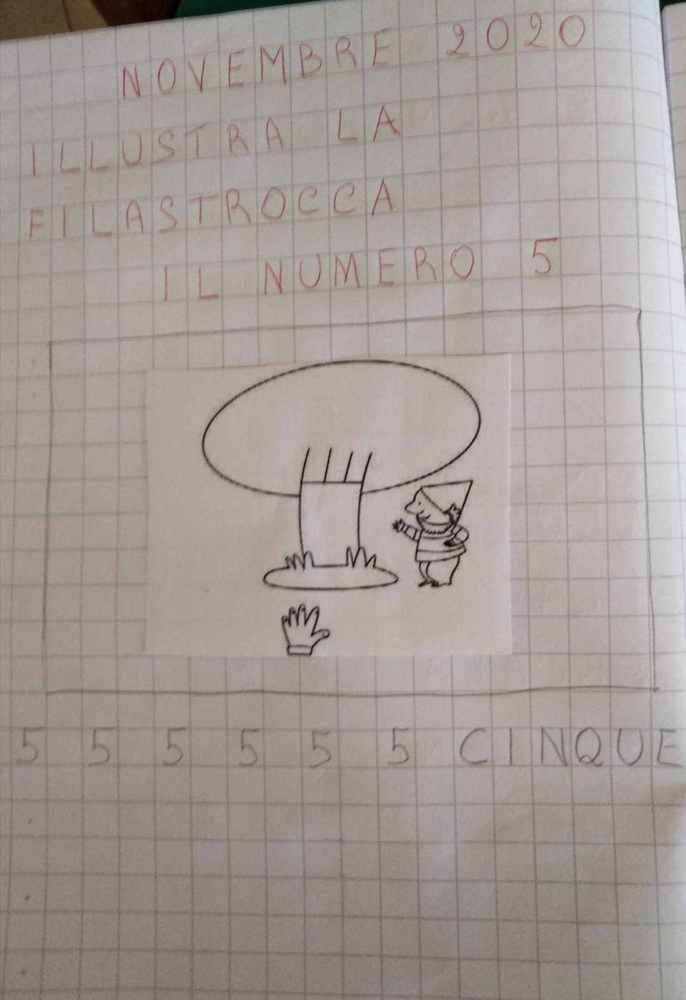 NOVEMBRE 2020
ILLUSTRA LA
FILASTROCCA
IL NUMERO 5
5 5 5 5 5 5 CINQUE